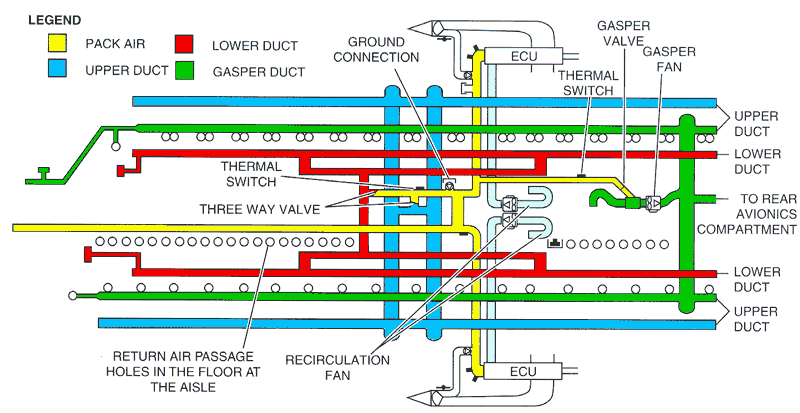 LEGEND
PACK AIR
LOWER DUCT
UPPER DUCT
GASPER DUCT
GROUND
CONNECTION
ECU
GASPER
VALVE
GASPER
FAN
THERMAL
SWITCH
UPPER
DUCT
LOWER
DUCT
THERMAL
SWITCH
THREE WAY VALVE
TO REAR
AVIONICS
COMPARTMENT
LOWER
DUCT
UPPER
DUCT
RETURN AIR PASSAGE
HOLES IN THE FLOOR AT
THE AISLE
RECIRCULATION
FAN
ECU